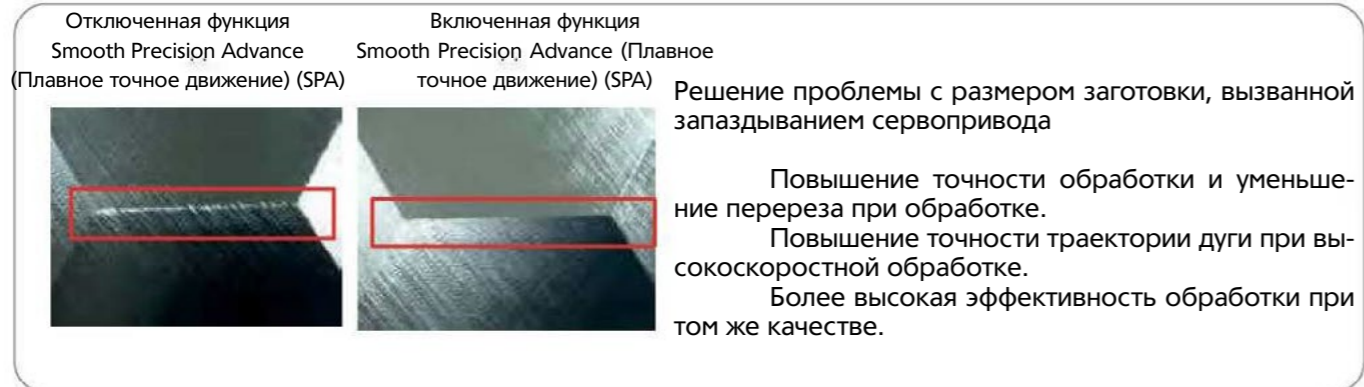 Отключенная функция
Smooth Precision Advance
(Плавное точное движение) (SPA)
Включенная функция
Smooth Precision Advance (Плавное
точное движение) (SPA)
Решение проблемы с размером заготовки, вызванной
запаздыванием сервопривода
Повышение точности обработки и уменьше-
ние перереза при обработке.
Повышение точности траектории дуги при вы-
сокоскоростной обработке.
Более высокая эффективность обработки при
том же качестве.